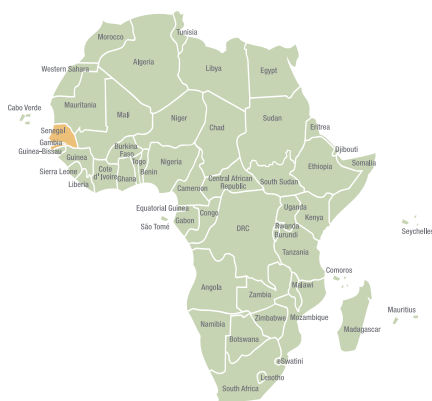 Tunisia
Morocco
Algeria
Libya
Egypt
Western Sahara
Cabo Verde
Mauritania
Mali
Niger
Chad
Sudan
Eritrea
Senegal
Gambia
Guinea-Bissau
Guinea
Burkina
Faso
Togo
Benin
Nigeria
Djibouti
Somalia
Ethiopia
Sierra Leone
Liberia
Cote
d'Ivoire
Ghana
Cameroon
Central African
Republic
South Sudan
Equatorial Guinea
São Tomé
Gabon
Congo
DRC
Uganda
Kenya
Rwanda
Burundi
Tanzania
Seychelles
Comoros
Angola
Zambia
Malawi
Mozambique
Mauritius
Madagascar
Zimbabwe
Namibia
Botswana
eSwatini
Lesotho
South Africa